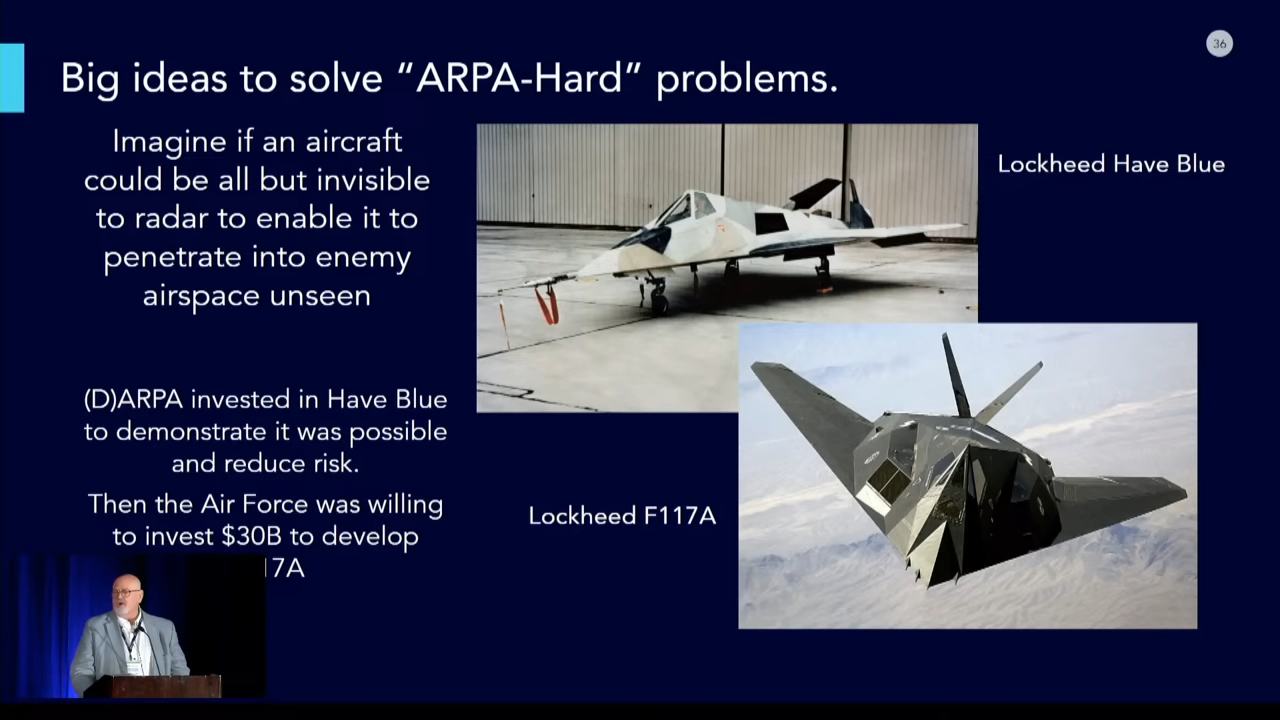 36
Big ideas to solve “ARPA-Hard” problems.
Imagine if an aircraft
could be all but invisible
to radar to enable it to
penetrate into enemy
airspace unseen
Lockheed Have Blue
(D)ARPA invested in Have Blue
to demonstrate it was possible
and reduce risk.
Then the Air Force was willing
to invest $30B to develop
17A
Lockheed F117A